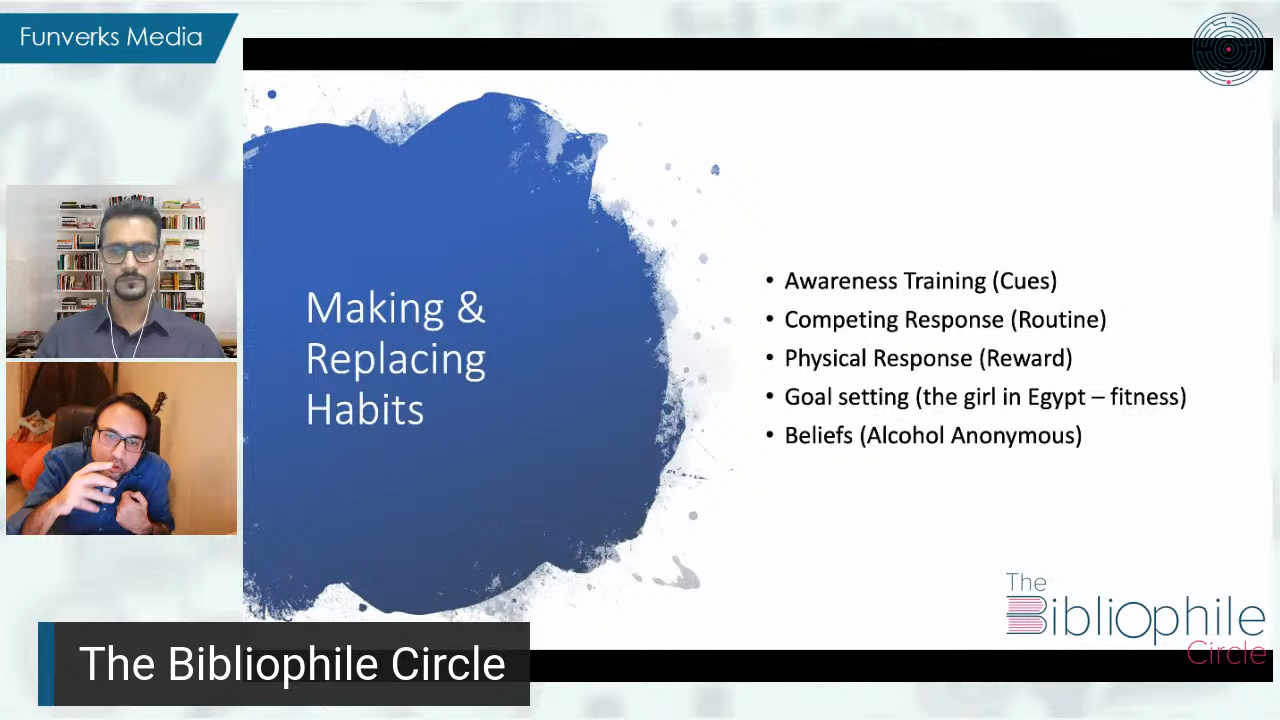 Funverks Media
Making &
Replacing
Habits
• Awareness Training (Cues)
• Competing Response (Routine)
• Physical Response (Reward)
• Goal setting (the girl in Egypt – fitness)
• Beliefs (Alcohol Anonymous)
The
Bibliophile
Circle
The Bibliophile Circle